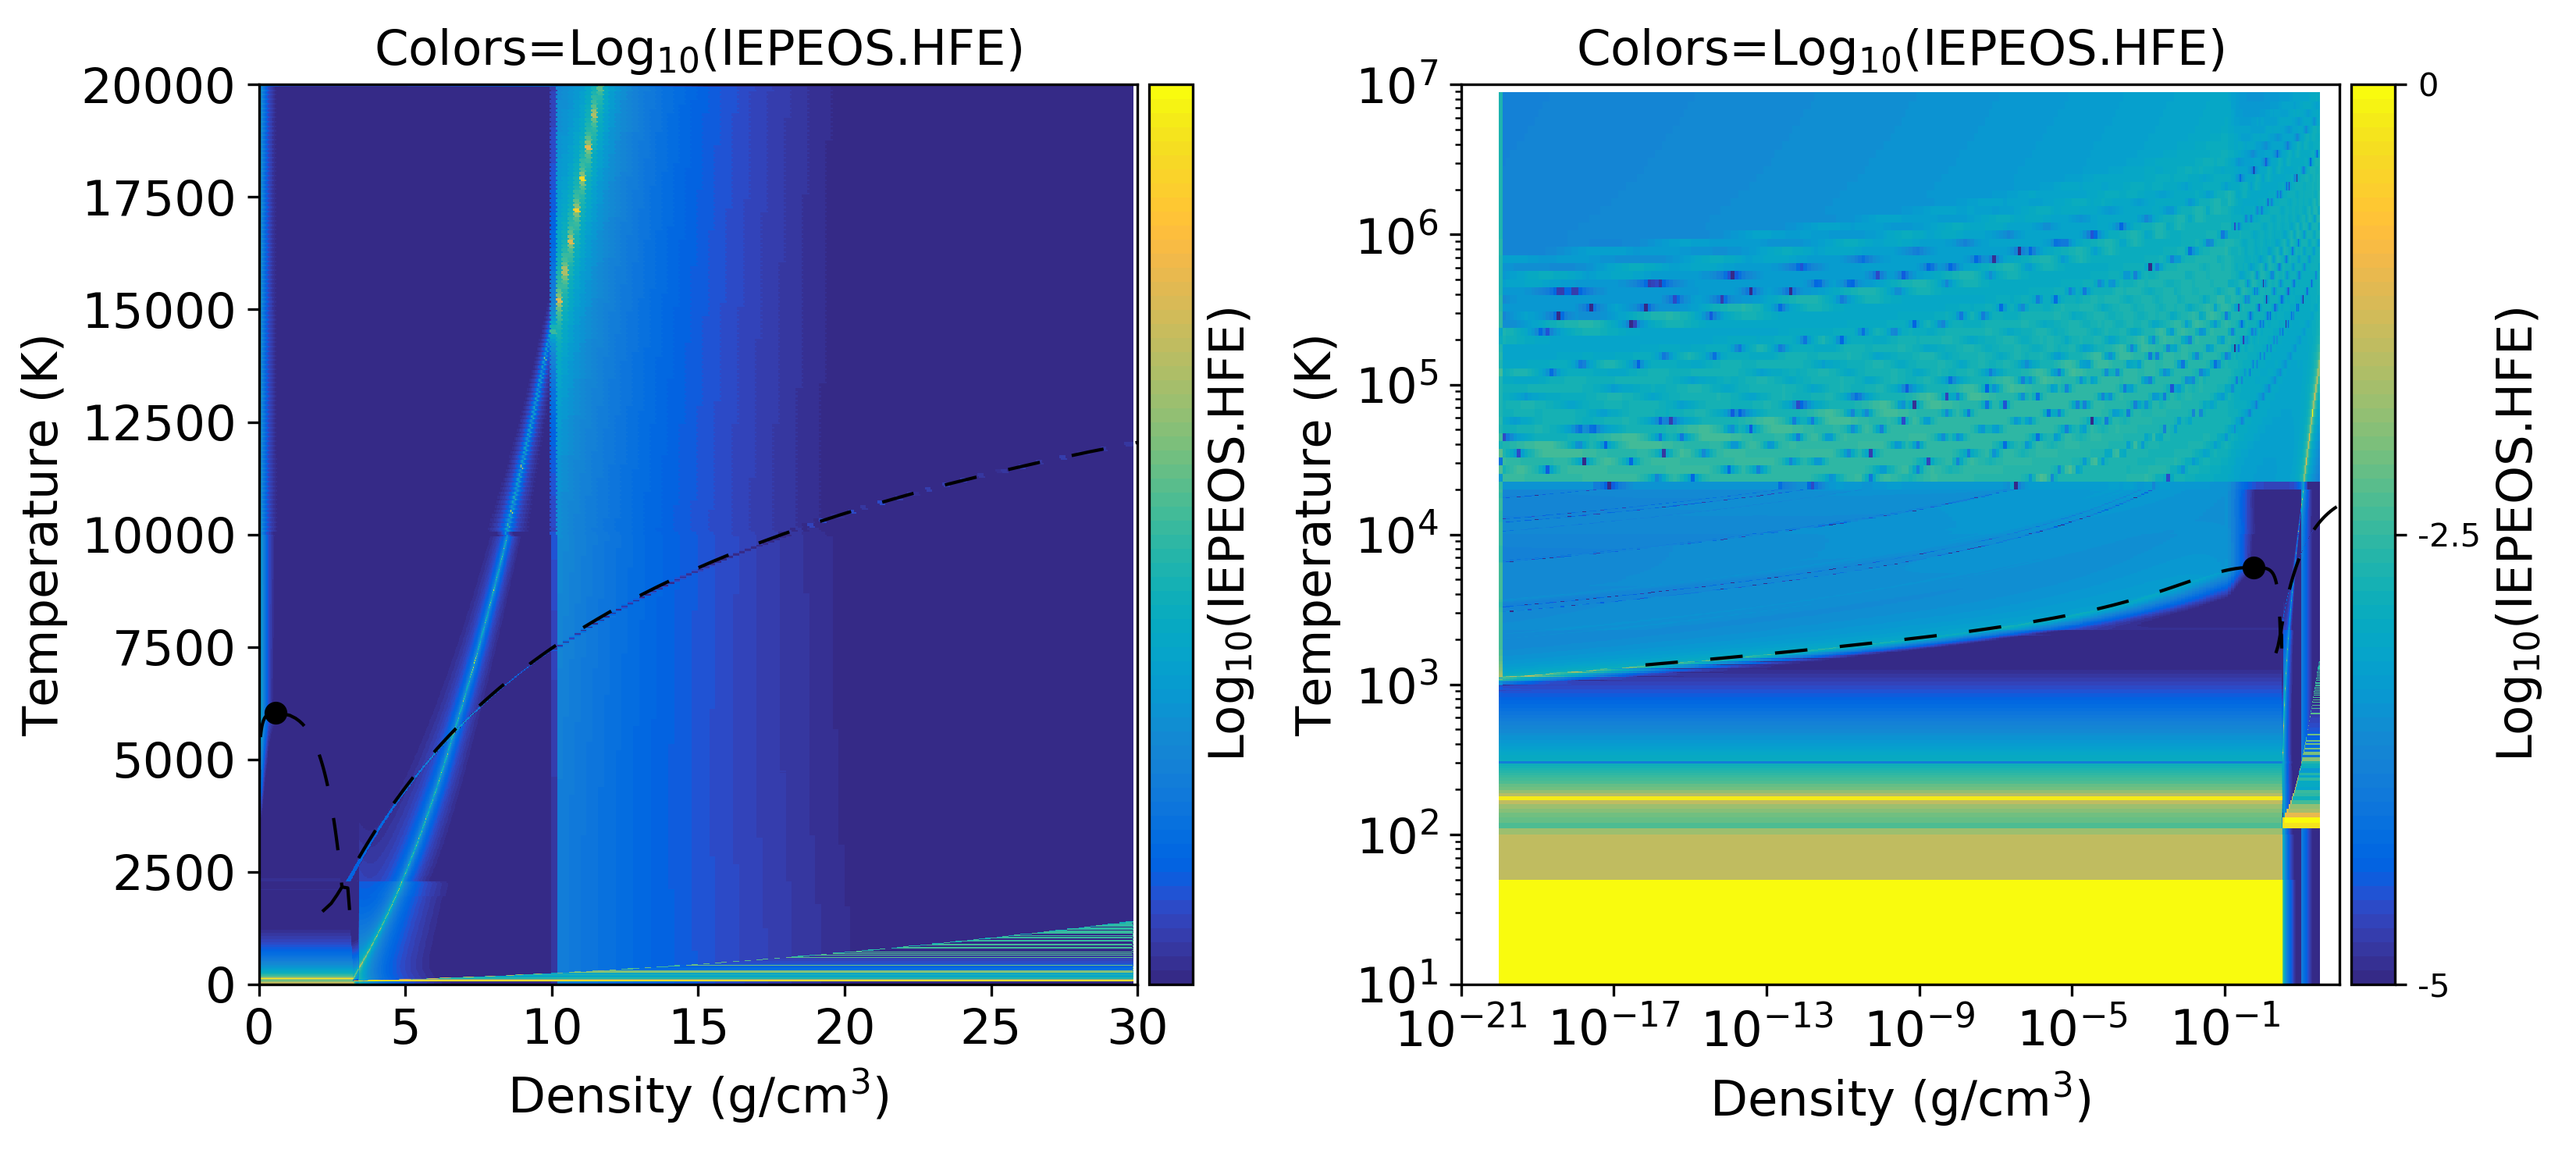 Colors=Log₁₀(IEPEOS.HFE)
20000
17500
15000
12500
10000
7500
5000
2500
0
Temperature (K)
0 5 10 15 20 25 30
Density (g/cm³)
Log₁₀(IEPEOS.HFE)
Colors=Log₁₀(IEPEOS.HFE)
10⁷
10⁶
10⁵
10⁴
10³
10²
10¹
Temperature (K)
10⁻²¹ 10⁻¹⁷ 10⁻¹³ 10⁻⁹ 10⁻⁵ 10⁻¹
Density (g/cm³)
0
-2.5
-5
Log₁₀(IEPEOS.HFE)